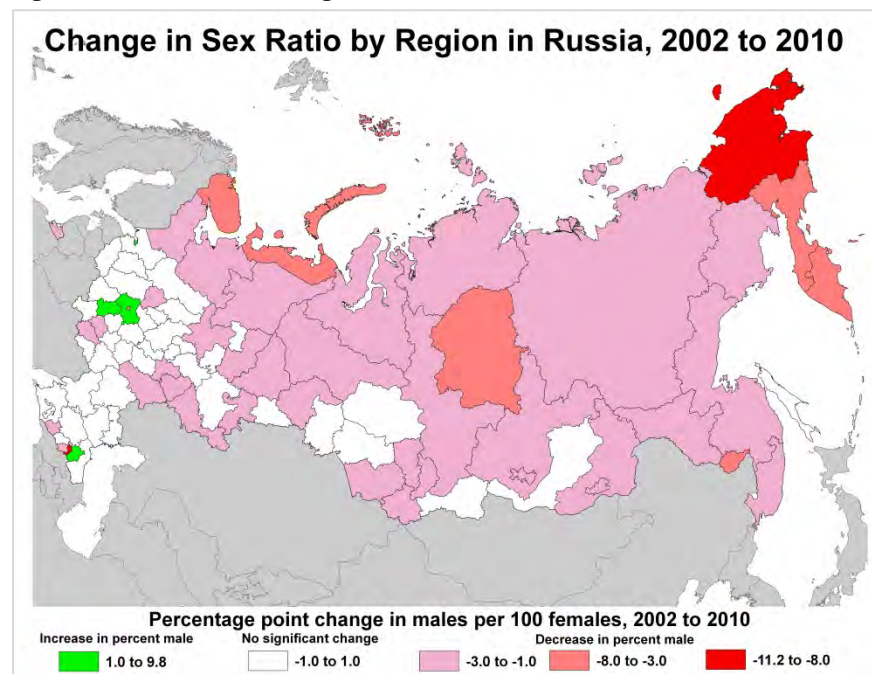 Change in Sex Ratio by Region in Russia, 2002 to 2010
Percentage point change in males per 100 females, 2002 to 2010
Increase in percent male No significant change Decrease in percent male
1.0 to 9.8 -1.0 to 1.0 -3.0 to -1.0 -8.0 to -3.0 -11.2 to -8.0